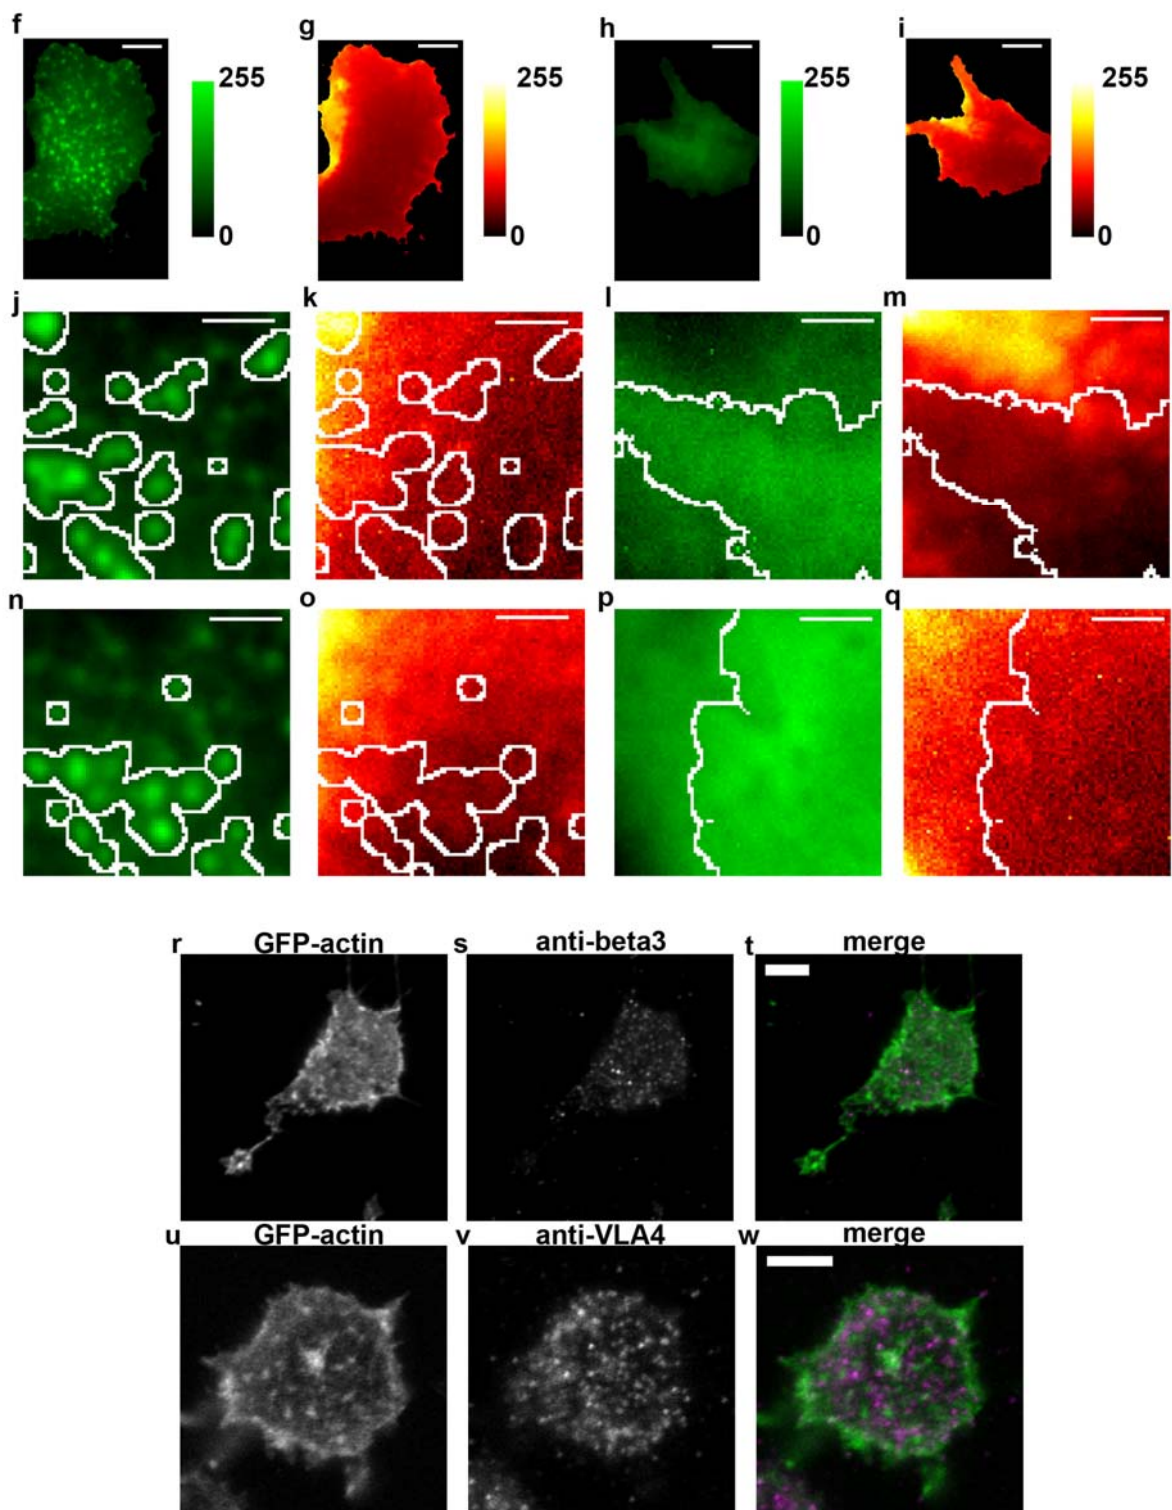 f g h i
255 255 255 255
0 0 0 0
j k l m
n o p q
r GFP-actin s anti-beta3 t merge
u GFP-actin v anti-VLA4 w merge